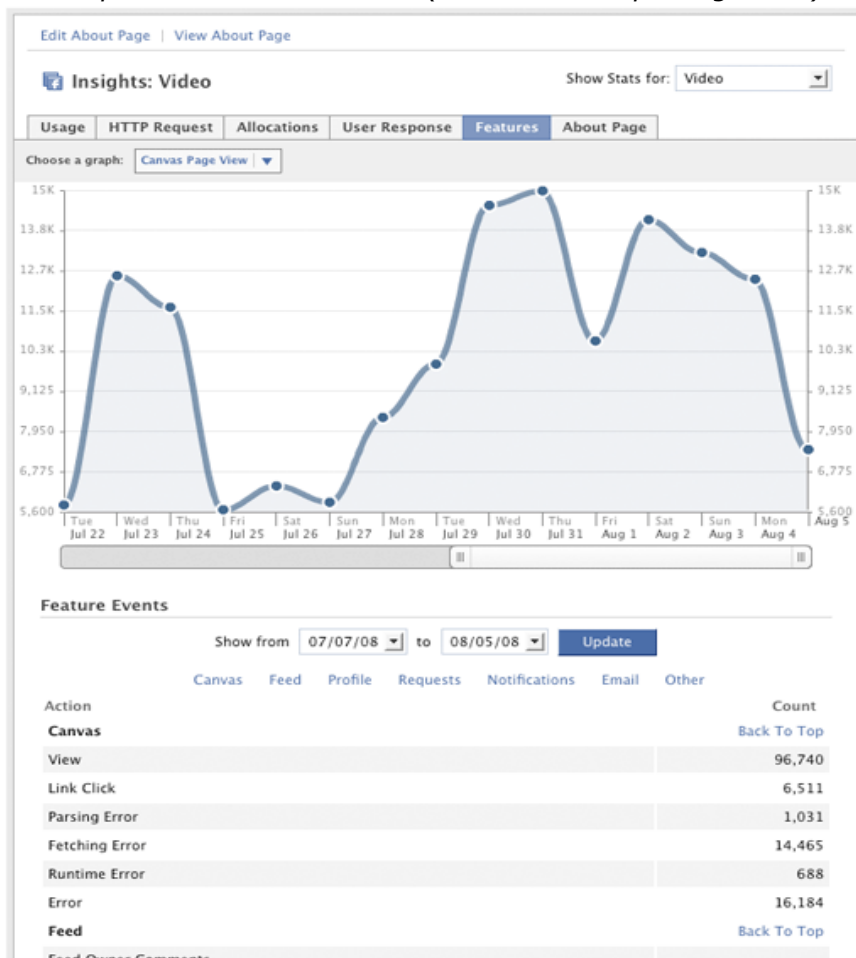 Edit About Page | View About Page
Insights: Video
Show Stats for: Video
Usage HTTP Request Allocations User Response Features About Page
Choose a graph: Canvas Page View
15K 15K
13.8K 13.8K
12.7K 12.7K
11.5K 11.5K
10.3K 10.3K
9,125 9,125
7,950 7,950
6,775 6,775
5,600 5,600
Tue Wed Thu Fri Sat Sun Mon Tue Wed Thu Fri Sat Sun Mon
Jul 22 Jul 23 Jul 24 Jul 25 Jul 26 Jul 27 Jul 28 Jul 29 Jul 30 Jul 31 Aug 1 Aug 2 Aug 3 Aug 4 Aug 5
Feature Events
Show from 07/07/08 to 08/05/08 Update
Canvas Feed Profile Requests Notifications Email Other
Action Count
Canvas Back To Top
View 96,740
Link Click 6,511
Parsing Error 1,031
Fetching Error 14,465
Runtime Error 688
Error 16,184
Feed Back To Top